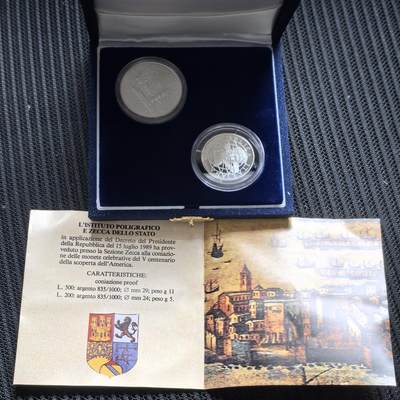 L'ISTITUTO POLIGRAFICO
E ZECCA DELLO STATO
in applicazione del Decreto del Presidente
della Repubblica del 15 luglio 1989 ha prov-
veduto presso la Sezione Zecca alla coniazio-
ne delle monete celebrative del V centenario
della scoperta dell'America.
CARATTERISTICHE:
coniazione proof
L. 500: argento 835/1000; ∅ mm 29; peso g 11
L. 200: argento 835/1000; ∅ mm 24; peso g 5.